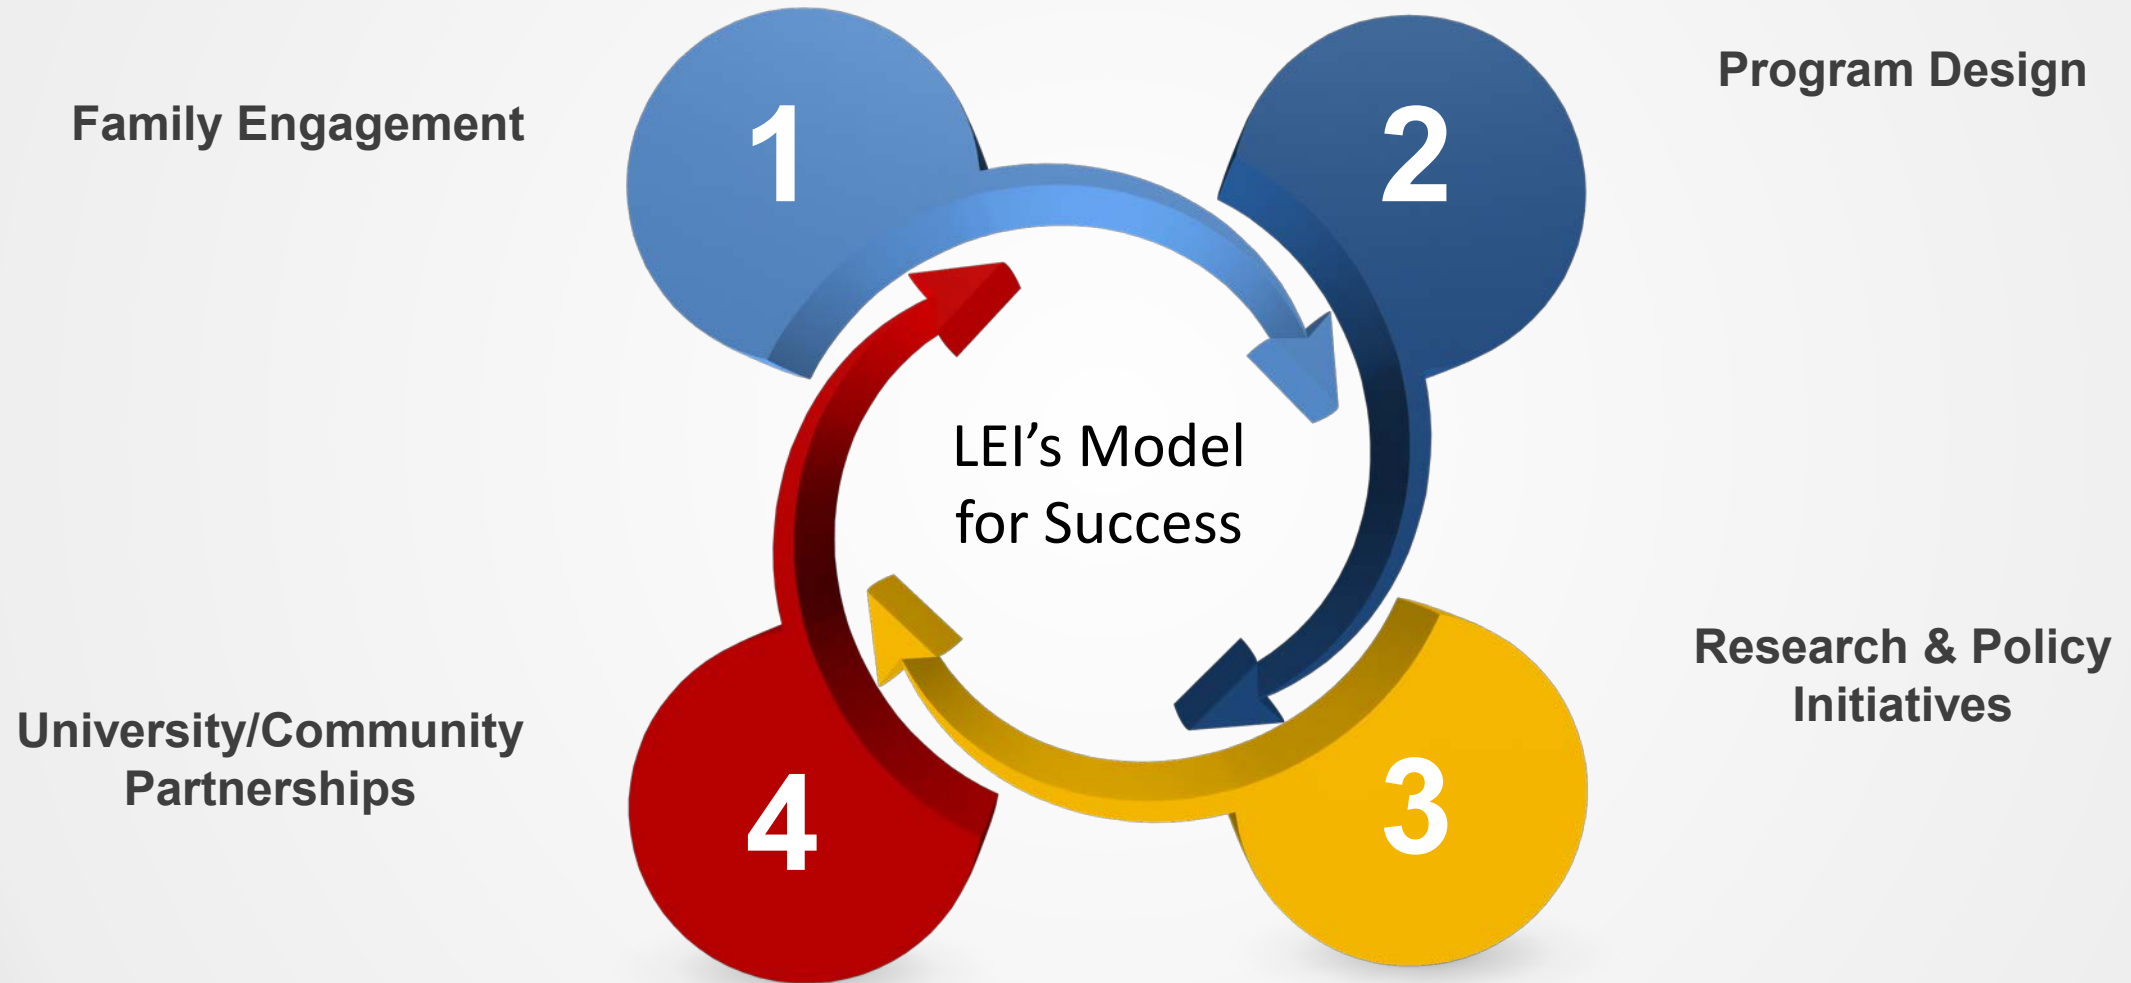 Family Engagement
1
2
Program Design
LEI’s Model
for Success
University/Community
Partnerships
4
3
Research & Policy
Initiatives